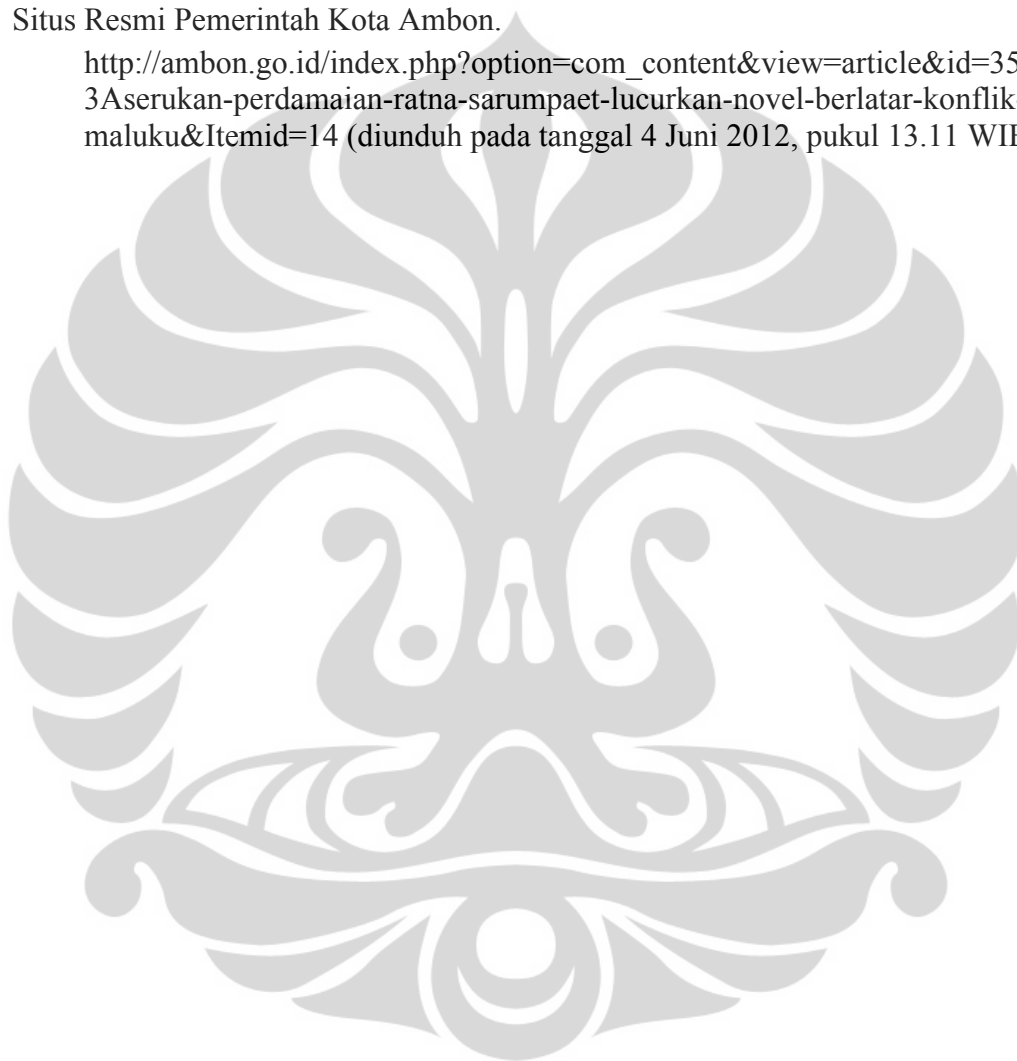 Situs Resmi Pemerintah Kota Ambon.
http://ambon.go.id/index.php?option=com_content&view=article&id=35
3Aserukan-perdamaian-ratna-sarumpaet-lucurkan-novel-berlatar-konflik-
maluku&Itemid=14 (diunduh pada tanggal 4 Juni 2012, pukul 13.11 WIB